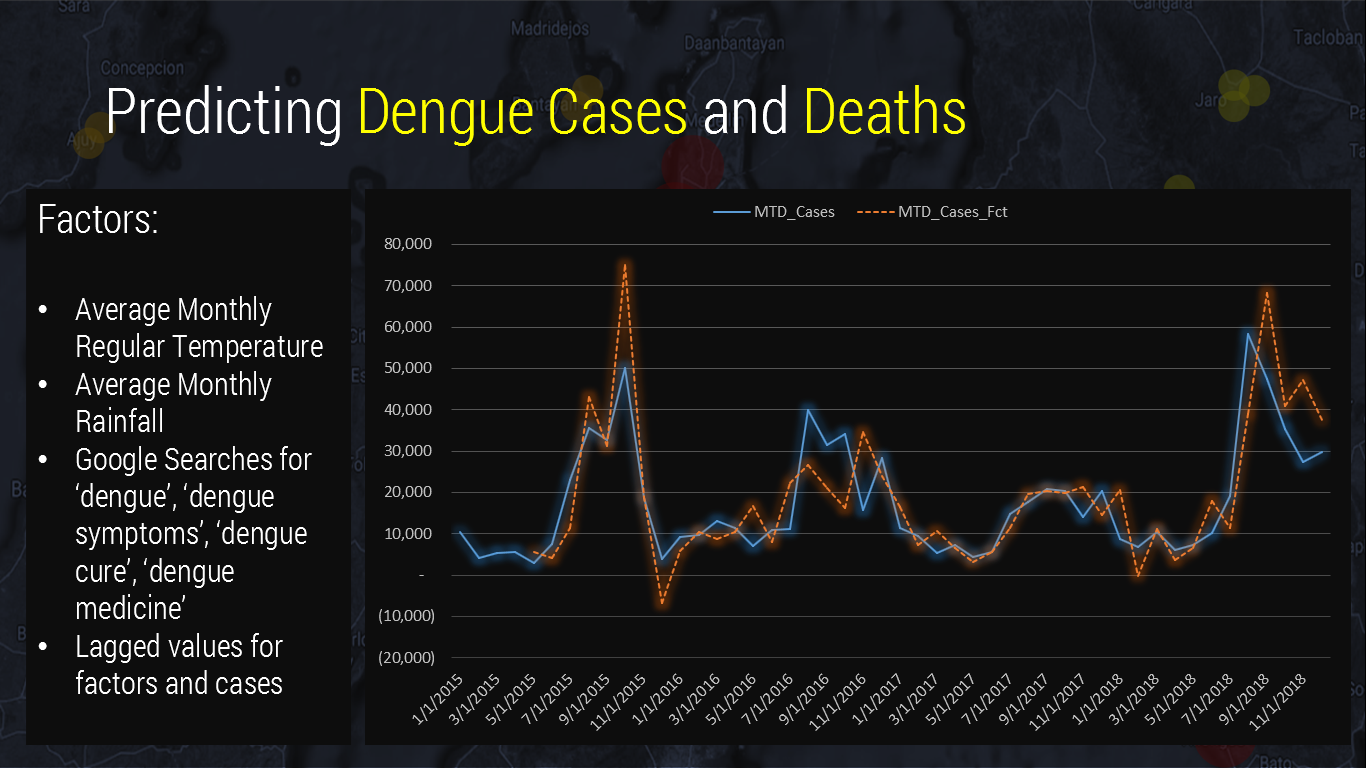 Sara
Madridejos
Daanbantayan
Carigara
Tacloban
Concepcion
Predicting Dengue Cases and Deaths
Jaro
Ajuy
Factors:
• Average Monthly
Regular Temperature
• Average Monthly
Rainfall
• Google Searches for
‘dengue’, ‘dengue
symptoms’, ‘dengue
cure’, ‘dengue
medicine’
• Lagged values for
factors and cases
MTD_Cases
MTD_Cases_Fct
80,000
70,000
60,000
50,000
40,000
30,000
20,000
10,000
-
(10,000)
(20,000)
1/1/2015
3/1/2015
5/1/2015
7/1/2015
9/1/2015
11/1/2015
1/1/2016
3/1/2016
5/1/2016
7/1/2016
9/1/2016
11/1/2016
1/1/2017
3/1/2017
5/1/2017
7/1/2017
9/1/2017
11/1/2017
1/1/2018
3/1/2018
5/1/2018
7/1/2018
9/1/2018
11/1/2018
Bato